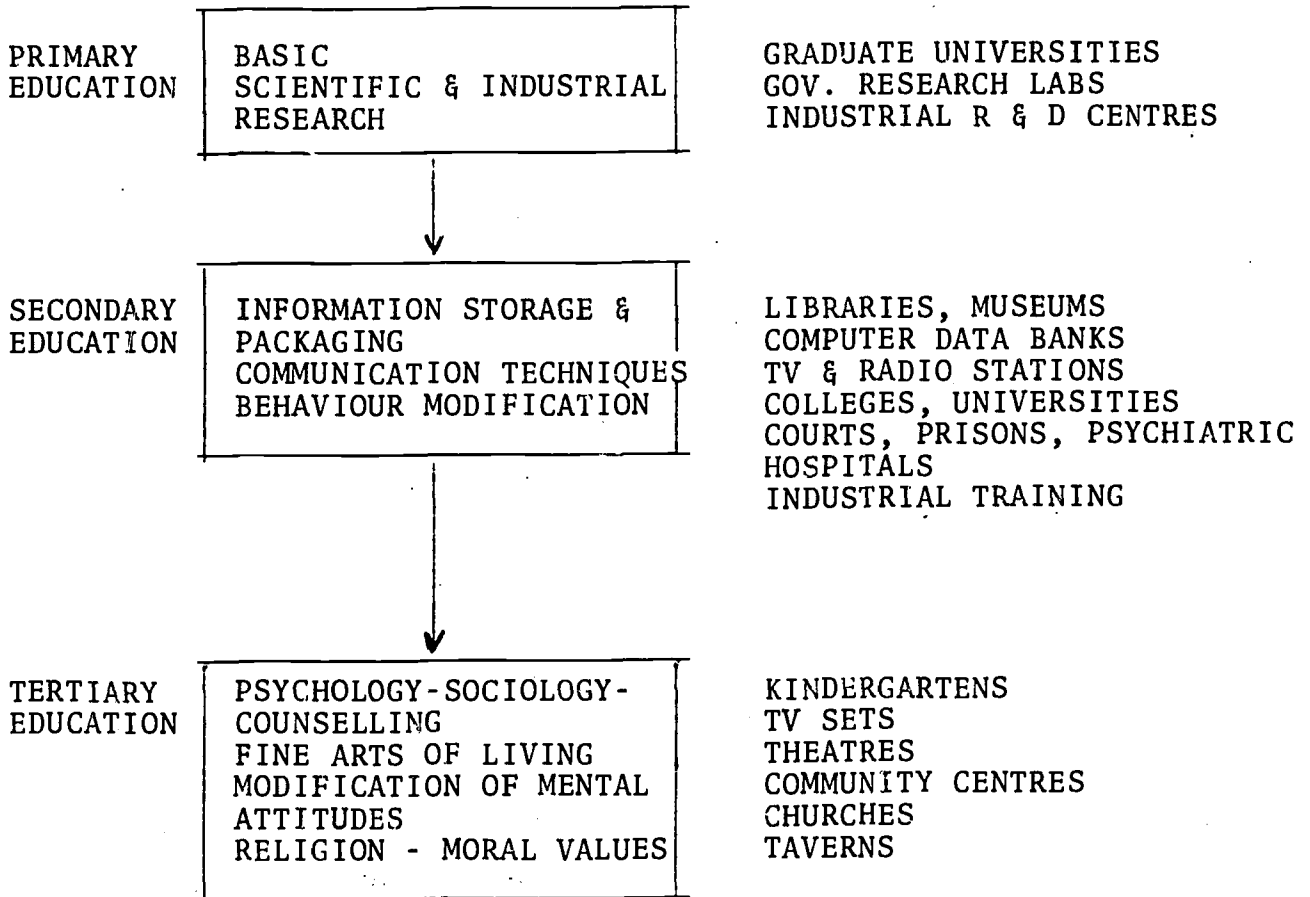 PRIMARY
EDUCATION
BASIC
SCIENTIFIC & INDUSTRIAL
RESEARCH
GRADUATE UNIVERSITIES
GOV. RESEARCH LABS
INDUSTRIAL R & D CENTRES
SECONDARY
EDUCATION
INFORMATION STORAGE &
PACKAGING
COMMUNICATION TECHNIQUES
BEHAVIOUR MODIFICATION
LIBRARIES, MUSEUMS
COMPUTER DATA BANKS
TV & RADIO STATIONS
COLLEGES, UNIVERSITIES
COURTS, PRISONS, PSYCHIATRIC
HOSPITALS
INDUSTRIAL TRAINING
TERTIARY
EDUCATION
PSYCHOLOGY-SOCIOLOGY-
COUNSELLING
FINE ARTS OF LIVING
MODIFICATION OF MENTAL
ATTITUDES
RELIGION - MORAL VALUES
KINDERGARTENS
TV SETS
THEATRES
COMMUNITY CENTRES
CHURCHES
TAVERNS